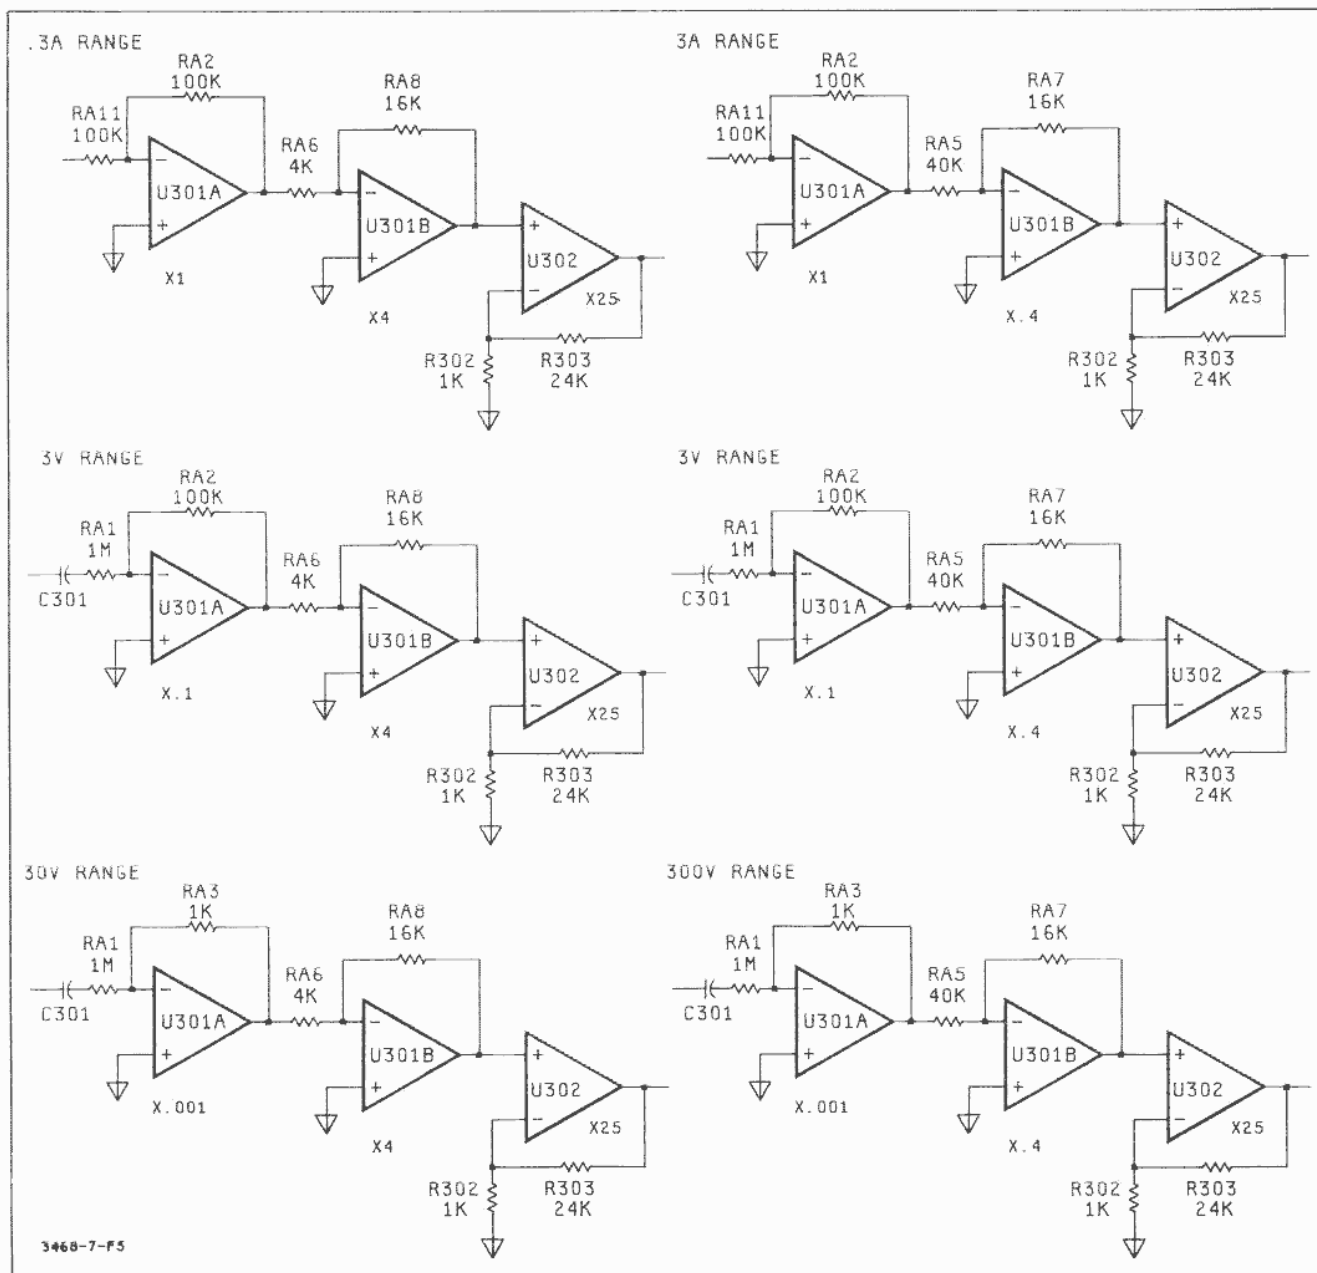 .3A RANGE
RA2
100K
RA11
100K
RA8
16K
RA6
4K
−
U301A
+
X1
−
U301B
+
X4
+
U302
−
X25
R302
1K
R303
24K
3A RANGE
RA2
100K
RA11
100K
RA7
16K
RA5
40K
−
U301A
+
X1
−
U301B
+
X.4
+
U302
−
X25
R302
1K
R303
24K
3V RANGE
RA2
100K
RA1
1M
C301
RA8
16K
RA6
4K
−
U301A
+
X.1
−
U301B
+
X4
+
U302
−
X25
R302
1K
R303
24K
3V RANGE
RA2
100K
RA1
1M
C301
RA7
16K
RA5
40K
−
U301A
+
X.1
−
U301B
+
X.4
+
U302
−
X25
R302
1K
R303
24K
30V RANGE
RA3
1K
RA1
1M
C301
RA8
16K
RA6
4K
−
U301A
+
X.001
−
U301B
+
X4
+
U302
−
X25
R302
1K
R303
24K
300V RANGE
RA3
1K
RA1
1M
C301
RA7
16K
RA5
40K
−
U301A
+
X.001
−
U301B
+
X.4
+
U302
−
X25
R302
1K
R303
24K
3468-7-F5